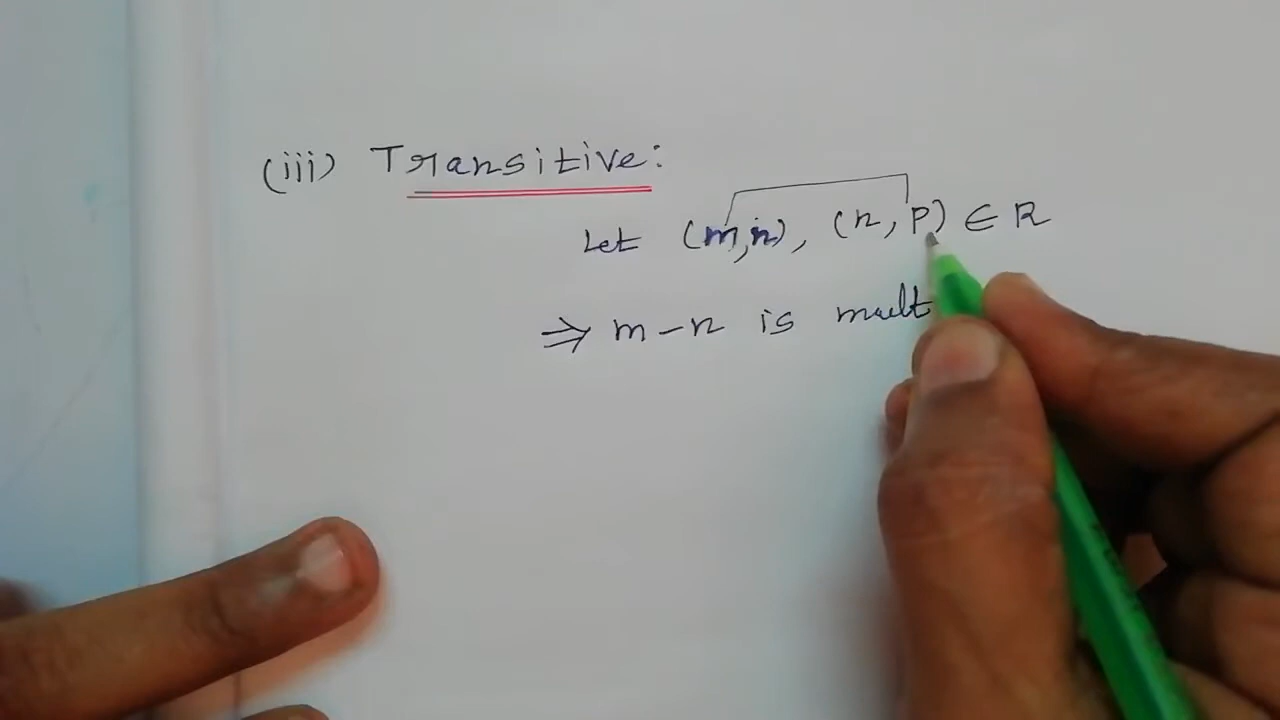 (iii) Transitive:
Let (m,n), (n,p) ∈ R
⇒ m-n is mult